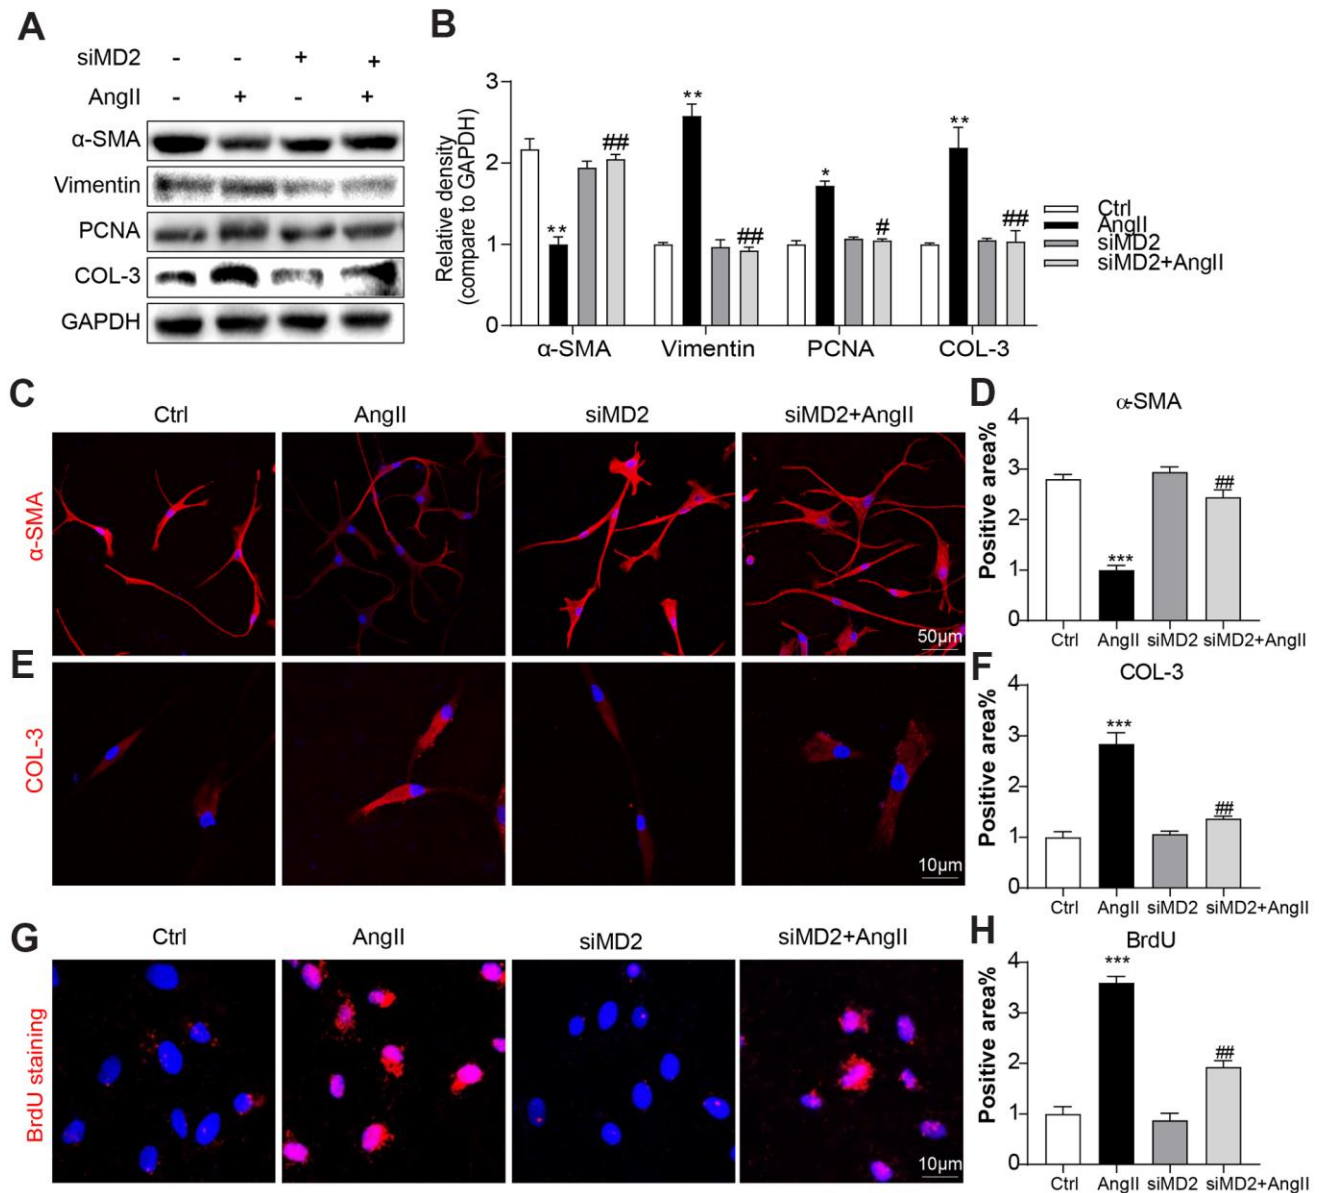 A
siMD2 - - + +
AngII - + - +
α-SMA
Vimentin
PCNA
COL-3
GAPDH
B
Relative density
(compare to GAPDH)
3
2
1
0
** ## ** ## * # ** ##
α-SMA Vimentin PCNA COL-3
Ctrl
AngII
siMD2
siMD2+AngII
C
Ctrl AngII siMD2 siMD2+AngII
α-SMA
50μm
D
α-SMA
Positive area%
4
3
2
1
0
*** ##
Ctrl AngII siMD2 siMD2+AngII
E
COL-3
10μm
F
COL-3
Positive area%
4
3
2
1
0
*** ##
Ctrl AngII siMD2 siMD2+AngII
G
Ctrl AngII siMD2 siMD2+AngII
BrdU staining
10μm
H
BrdU
Positive area%
4
3
2
1
0
*** ##
Ctrl AngII siMD2 siMD2+AngII